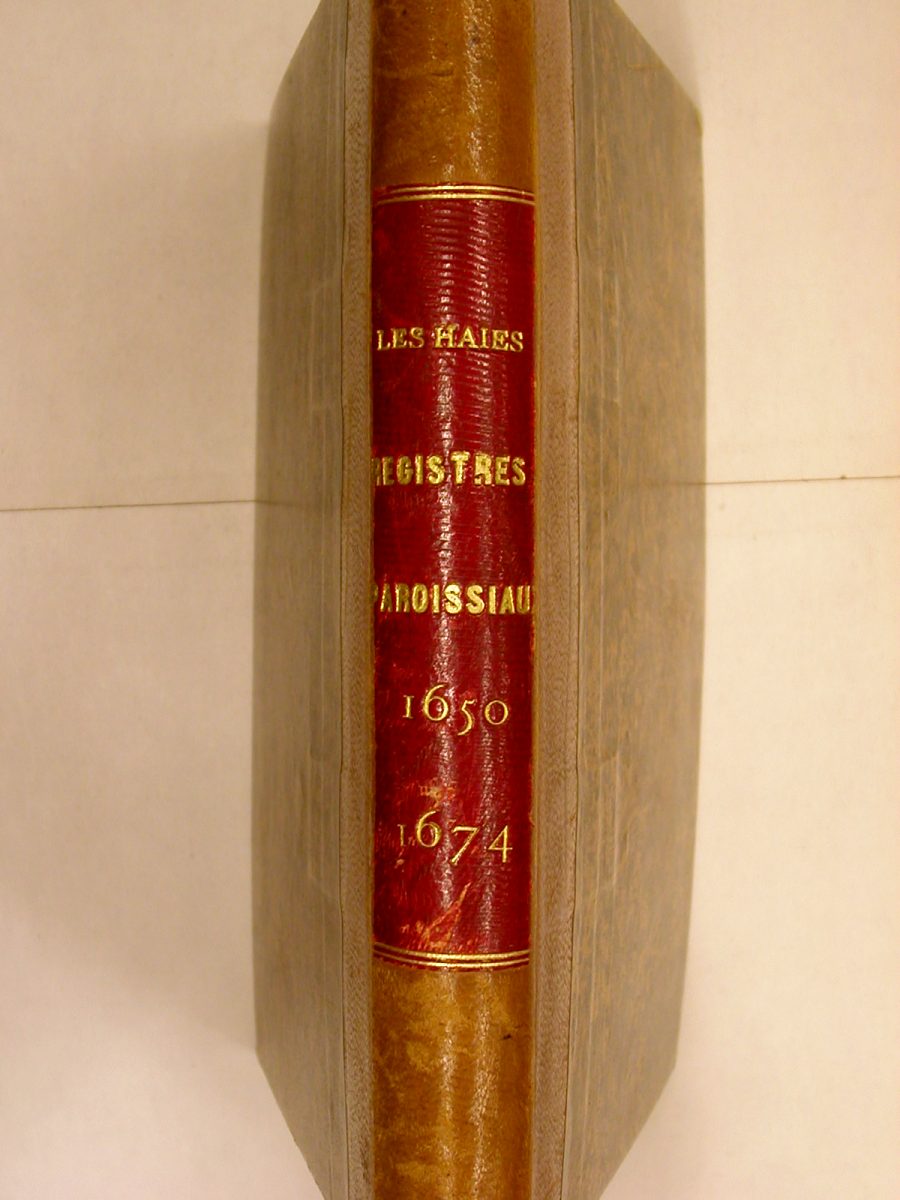 LES HAIES
REGISTRES
PAROISSIAU
1650
1674